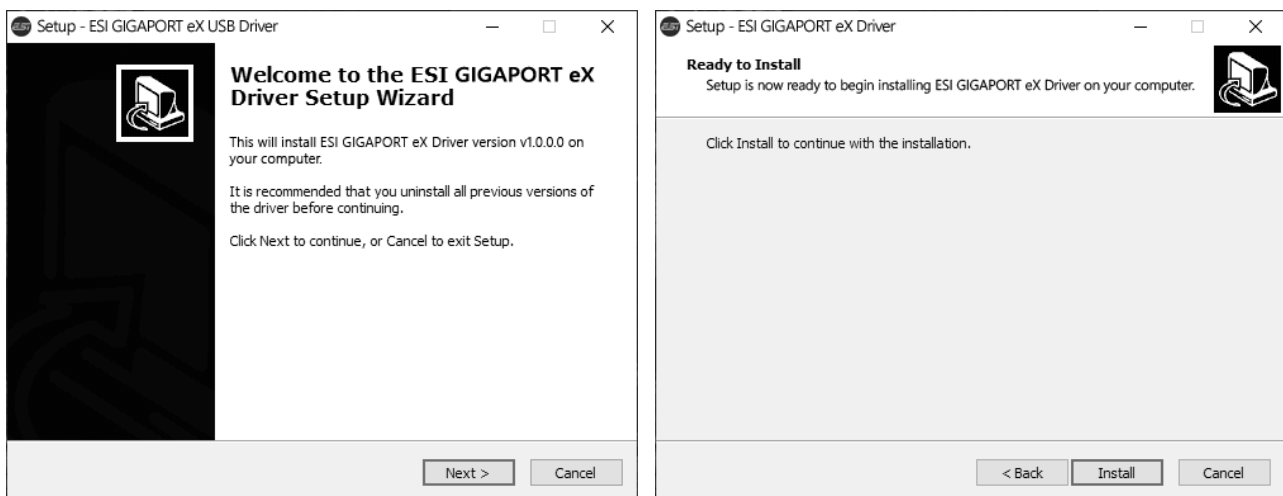 Setup - ESI GIGAPORT eX USB Driver
Welcome to the ESI GIGAPORT eX
Driver Setup Wizard
This will install ESI GIGAPORT eX Driver version v1.0.0.0 on
your computer.
It is recommended that you uninstall all previous versions of
the driver before continuing.
Click Next to continue, or Cancel to exit Setup.
Next >
Cancel
Setup - ESI GIGAPORT eX Driver
Ready to Install
Setup is now ready to begin installing ESI GIGAPORT eX Driver on your computer.
Click Install to continue with the installation.
< Back
Install
Cancel